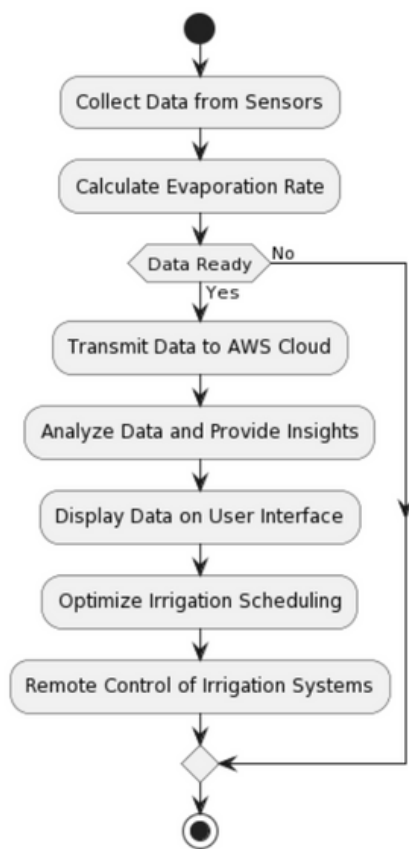 Collect Data from Sensors
Calculate Evaporation Rate
Data Ready
No
Yes
Transmit Data to AWS Cloud
Analyze Data and Provide Insights
Display Data on User Interface
Optimize Irrigation Scheduling
Remote Control of Irrigation Systems